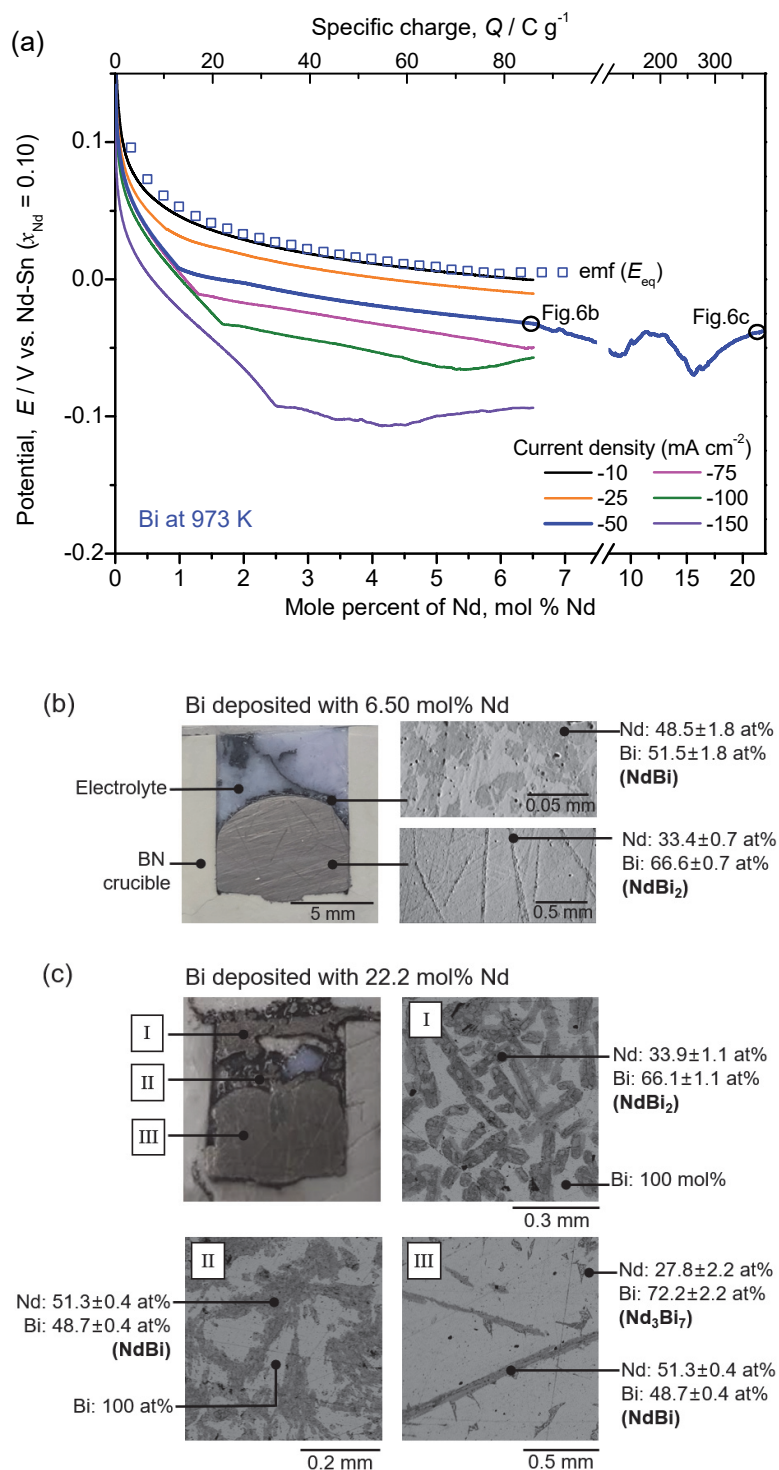 (a)
Specific charge, Q / C g⁻¹
0 20 40 60 80 200 300
Potential, E / V vs. Nd-Sn (xNd = 0.10)
0.1
0.0
-0.1
-0.2
emf (Eeq)
Fig.6b
Fig.6c
Current density (mA cm⁻²)
-10 -75
-25 -100
-50 -150
Bi at 973 K
0 1 2 3 4 5 6 7 10 15 20
Mole percent of Nd, mol % Nd
(b)
Bi deposited with 6.50 mol% Nd
Electrolyte
BN
crucible
5 mm
0.05 mm
Nd: 48.5±1.8 at%
Bi: 51.5±1.8 at%
(NdBi)
0.5 mm
Nd: 33.4±0.7 at%
Bi: 66.6±0.7 at%
(NdBi₂)
(c)
Bi deposited with 22.2 mol% Nd
I
II
III
I
Nd: 33.9±1.1 at%
Bi: 66.1±1.1 at%
(NdBi₂)
Bi: 100 mol%
0.3 mm
II
Nd: 51.3±0.4 at%
Bi: 48.7±0.4 at%
(NdBi)
Bi: 100 at%
0.2 mm
III
Nd: 27.8±2.2 at%
Bi: 72.2±2.2 at%
(Nd₃Bi₇)
Nd: 51.3±0.4 at%
Bi: 48.7±0.4 at%
(NdBi)
0.5 mm